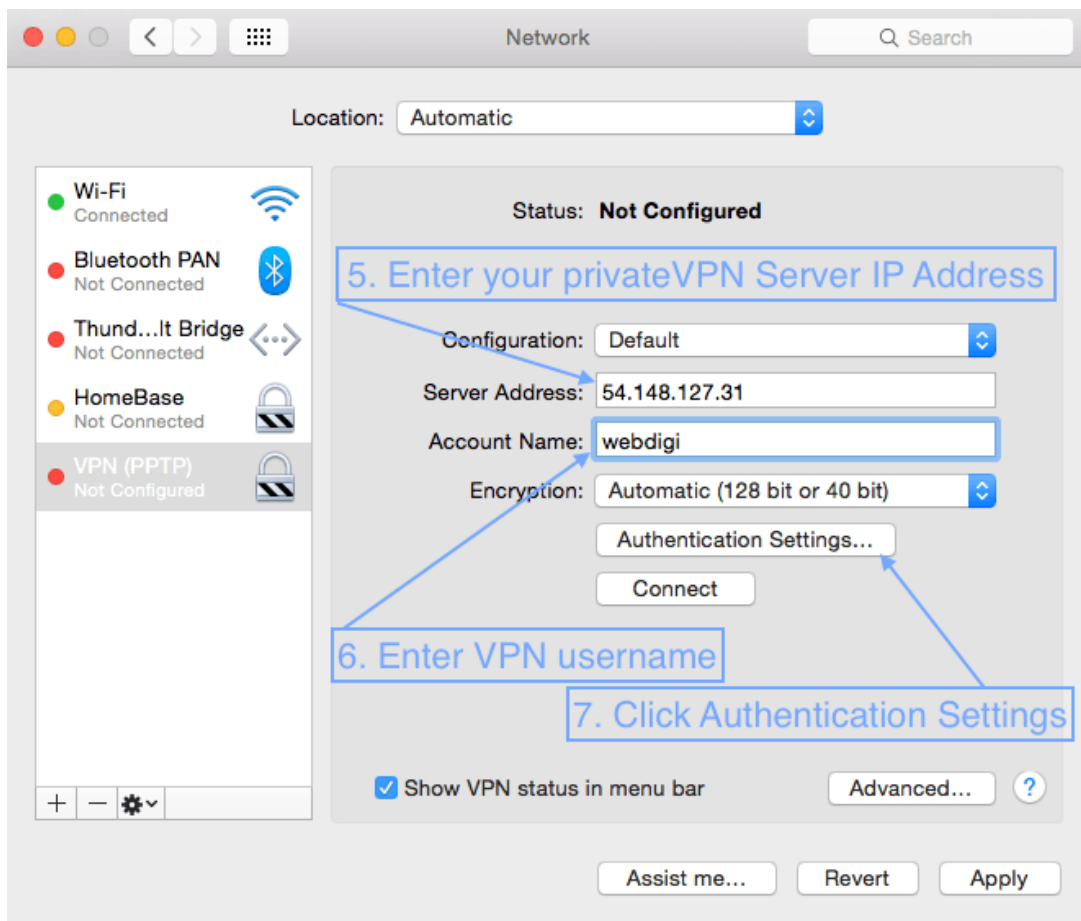 Network
Search
Location: Automatic
Wi-Fi
Connected
Bluetooth PAN
Not Connected
Thund...lt Bridge
Not Connected
HomeBase
Not Connected
VPN (PPTP)
Not Configured
Status: Not Configured
5. Enter your privateVPN Server IP Address
Configuration: Default
Server Address: 54.148.127.31
Account Name: webdigi
Encryption: Automatic (128 bit or 40 bit)
Authentication Settings...
Connect
6. Enter VPN username
7. Click Authentication Settings
Show VPN status in menu bar
Advanced...
?
Assist me...
Revert
Apply